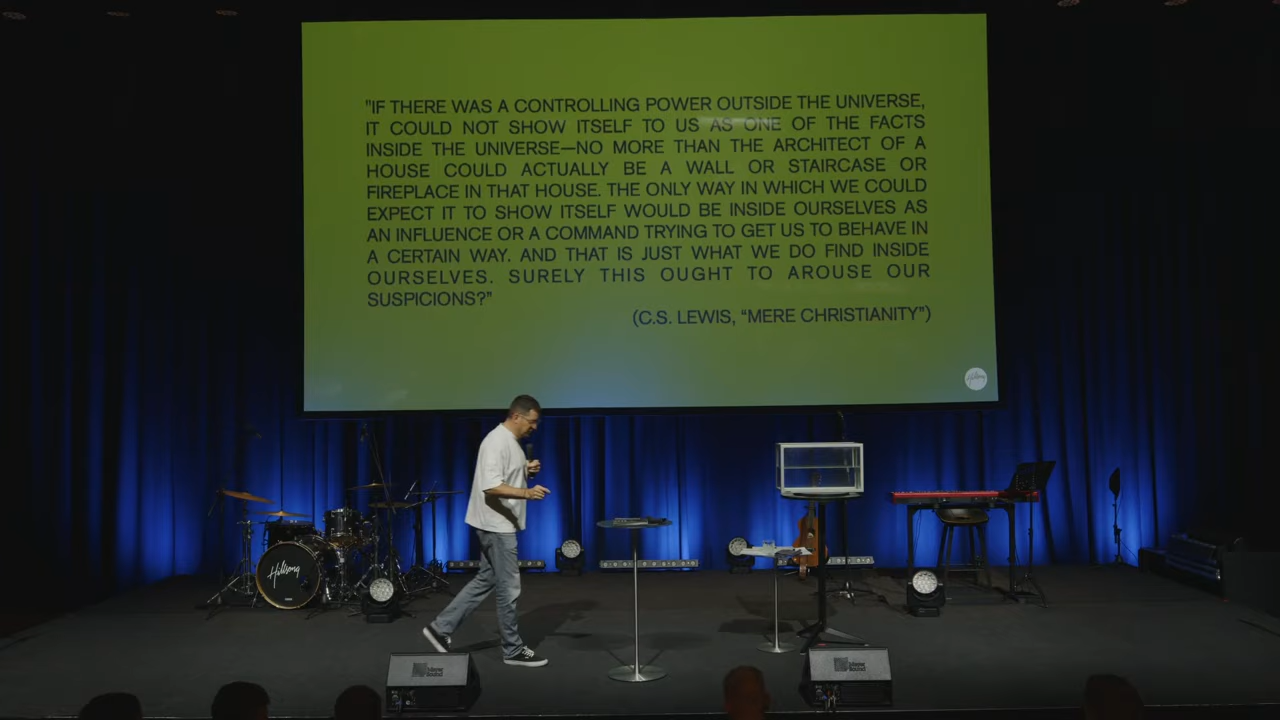 "IF THERE WAS A CONTROLLING POWER OUTSIDE THE UNIVERSE,
IT COULD NOT SHOW ITSELF TO US AS ONE OF THE FACTS
INSIDE THE UNIVERSE—NO MORE THAN THE ARCHITECT OF A
HOUSE COULD ACTUALLY BE A WALL OR STAIRCASE OR
FIREPLACE IN THAT HOUSE. THE ONLY WAY IN WHICH WE COULD
EXPECT IT TO SHOW ITSELF WOULD BE INSIDE OURSELVES AS
AN INFLUENCE OR A COMMAND TRYING TO GET US TO BEHAVE IN
A CERTAIN WAY. AND THAT IS JUST WHAT WE DO FIND INSIDE
OURSELVES. SURELY THIS OUGHT TO AROUSE OUR
SUSPICIONS?"
(C.S. LEWIS, “MERE CHRISTIANITY”)
Hillsong
Hillsong